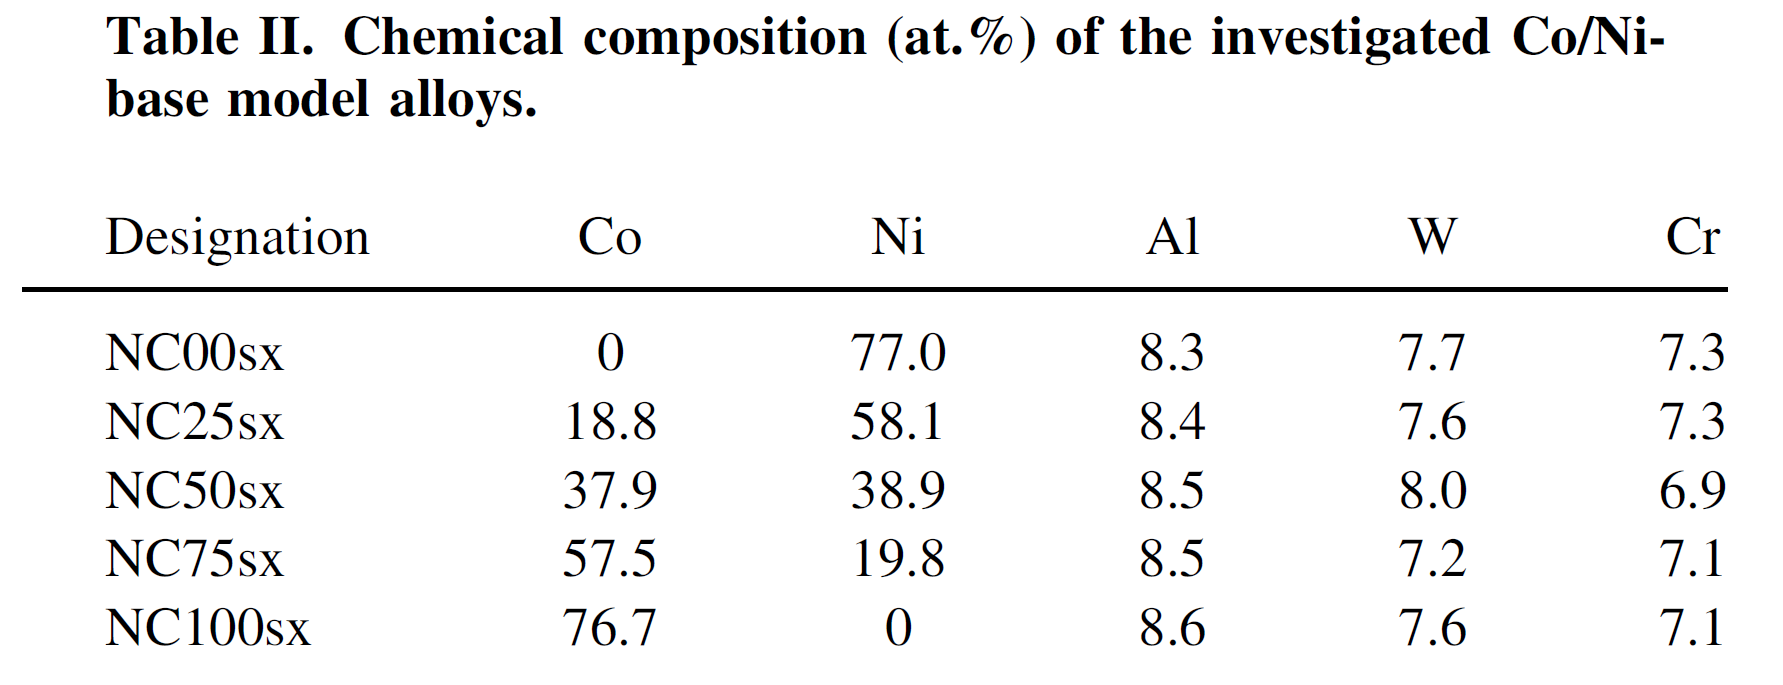 Table II. Chemical composition (at.%) of the investigated Co/Ni-
base model alloys.
Designation Co Ni Al W Cr
NC00sx 0 77.0 8.3 7.7 7.3
NC25sx 18.8 58.1 8.4 7.6 7.3
NC50sx 37.9 38.9 8.5 8.0 6.9
NC75sx 57.5 19.8 8.5 7.2 7.1
NC100sx 76.7 0 8.6 7.6 7.1